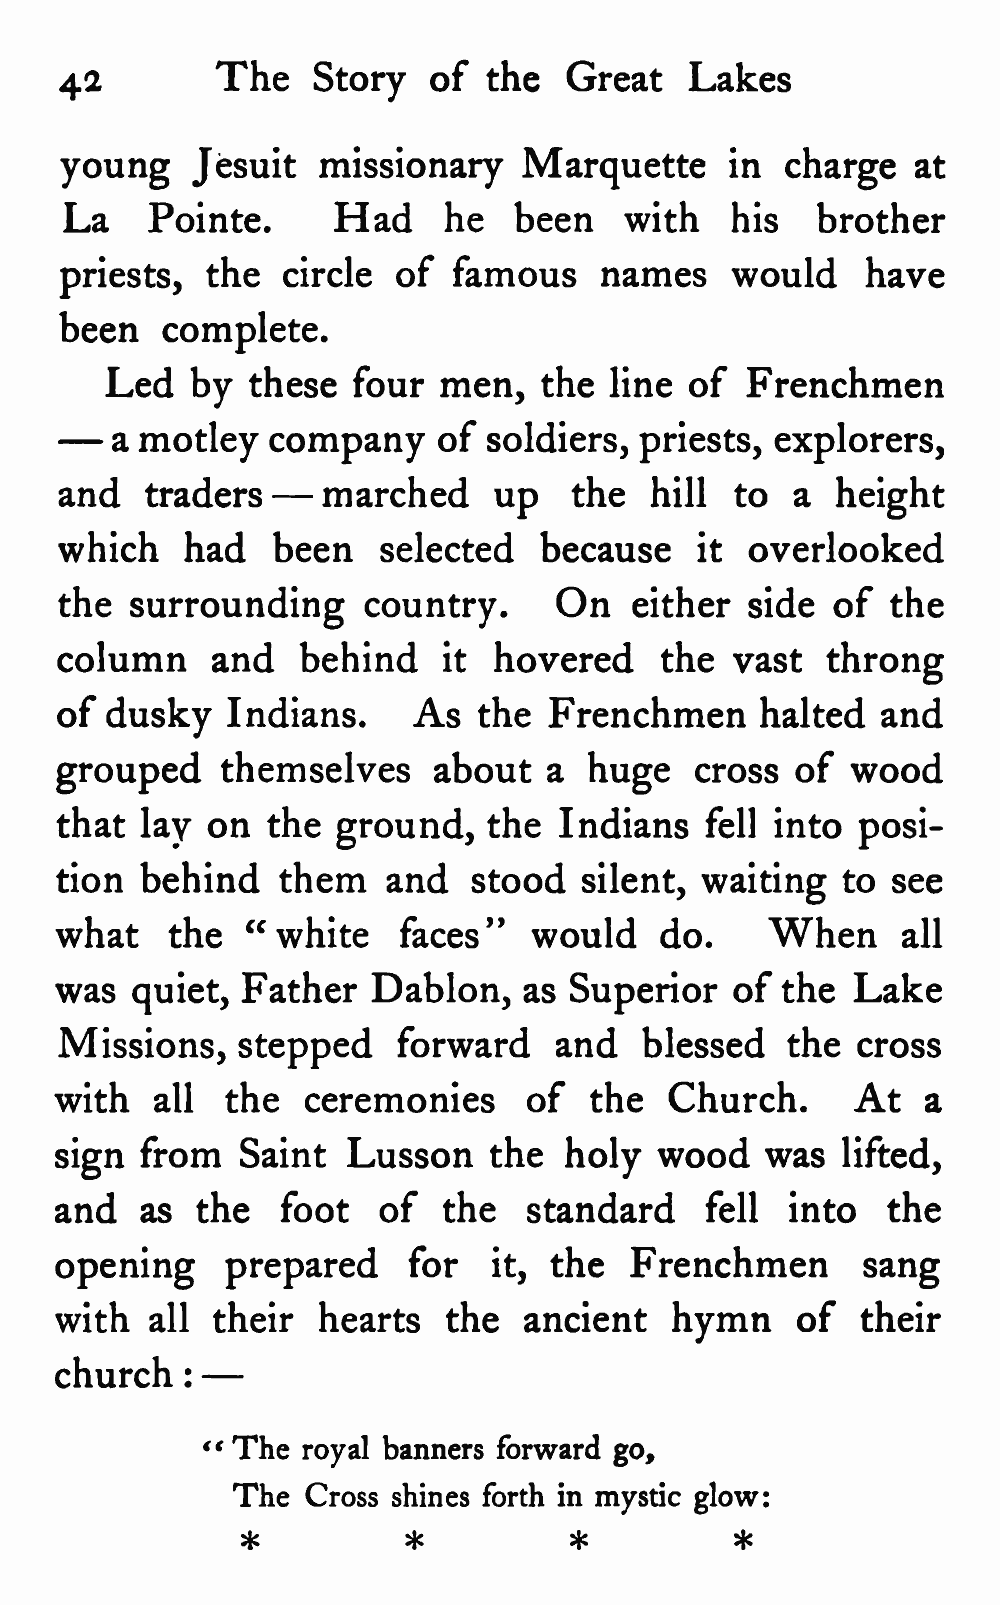 42 The Story of the Great Lakes
young Jesuit missionary Marquette in charge at
La Pointe. Had he been with his brother
priests, the circle of famous names would have
been complete.
Led by these four men, the line of Frenchmen
— a motley company of soldiers, priests, explorers,
and traders — marched up the hill to a height
which had been selected because it overlooked
the surrounding country. On either side of the
column and behind it hovered the vast throng
of dusky Indians. As the Frenchmen halted and
grouped themselves about a huge cross of wood
that lay on the ground, the Indians fell into posi-
tion behind them and stood silent, waiting to see
what the “white faces” would do. When all
was quiet, Father Dablon, as Superior of the Lake
Missions, stepped forward and blessed the cross
with all the ceremonies of the Church. At a
sign from Saint Lusson the holy wood was lifted,
and as the foot of the standard fell into the
opening prepared for it, the Frenchmen sang
with all their hearts the ancient hymn of their
church : —
“The royal banners forward go,
The Cross shines forth in mystic glow:
* * * *